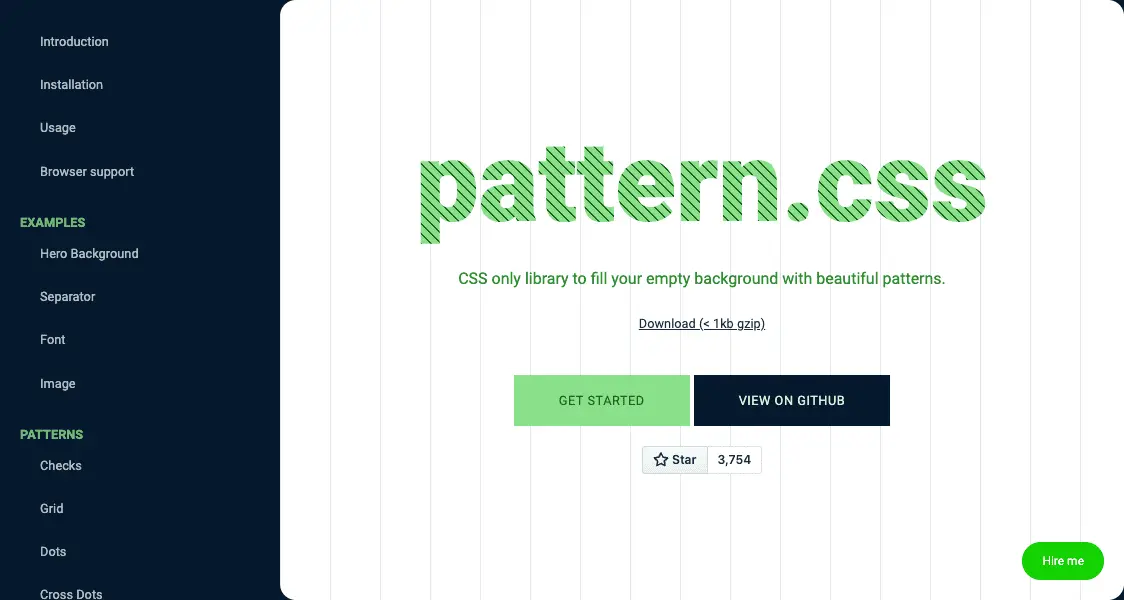 Introduction
Installation
Usage
Browser support
EXAMPLES
Hero Background
Separator
Font
Image
PATTERNS
Checks
Grid
Dots
Cross Dots
pattern.css
CSS only library to fill your empty background with beautiful patterns.
Download (< 1kb gzip)
GET STARTED
VIEW ON GITHUB
Star
3,754
Hire me